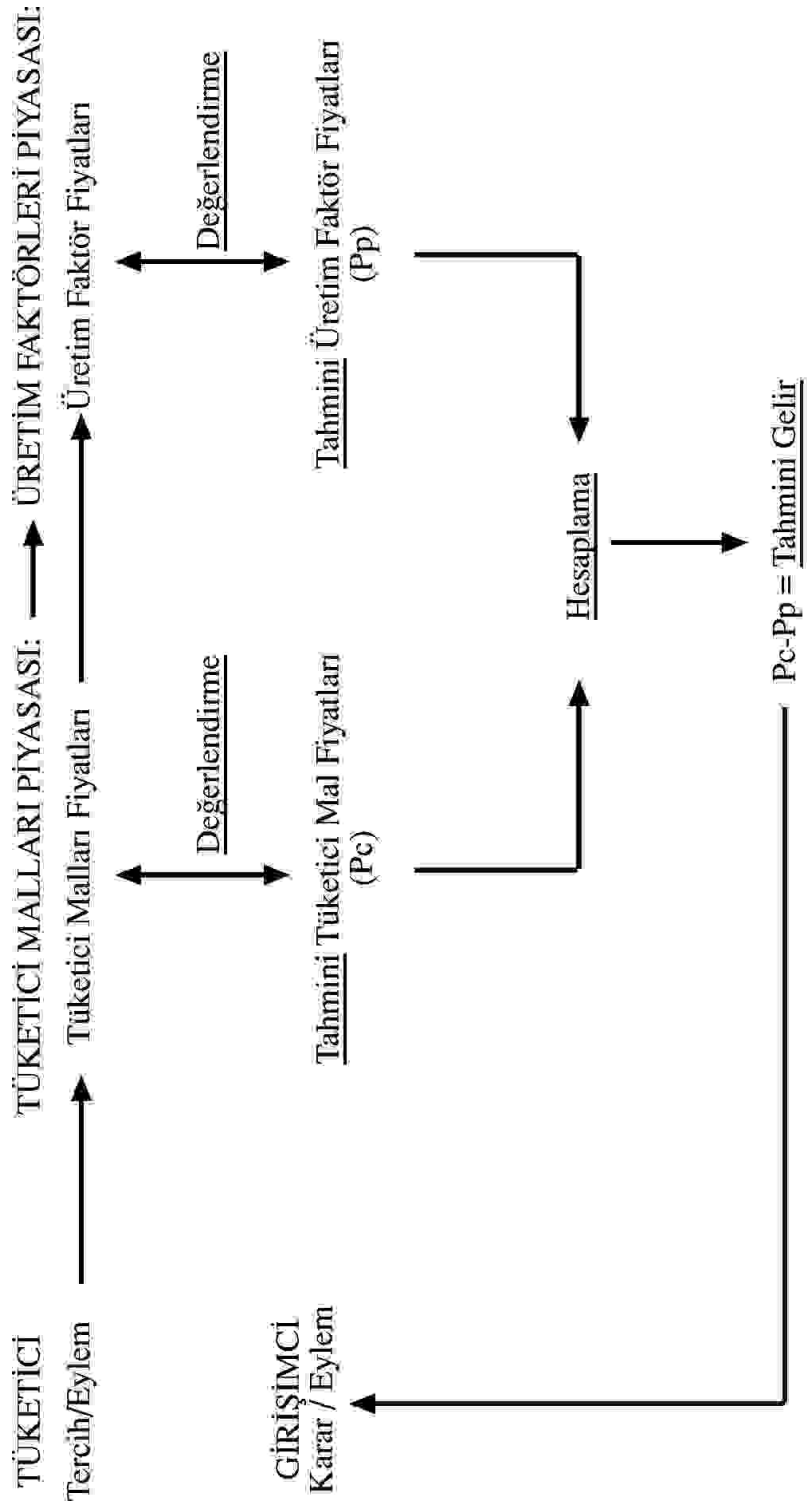 TÜKETİCİ
Tercih/Eylem
TÜKETİCİ MALLARI PİYASASI:
Tüketici Malları Fiyatları
ÜRETİM FAKTÖRLERİ PİYASASI:
Üretim Faktör Fiyatları
Değerlendirme
Değerlendirme
GİRİŞİMCİ
Karar / Eylem
Tahmini Tüketici Mal Fiyatları
(Pc)
Tahmini Üretim Faktör Fiyatları
(Pp)
Hesaplama
Pc-Pp = Tahmini Gelir